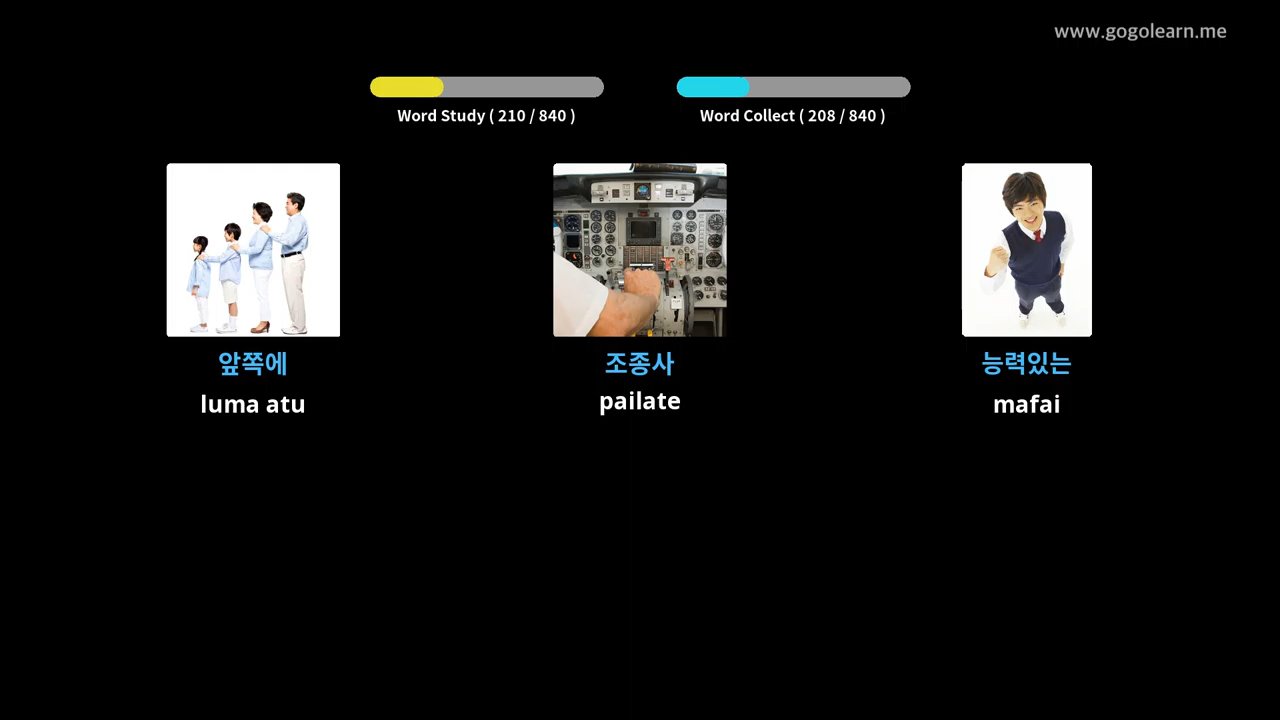 www.gogolearn.me
Word Study ( 210 / 840 )
Word Collect ( 208 / 840 )
앞쪽에
luma atu
조종사
pailate
능력있는
mafai